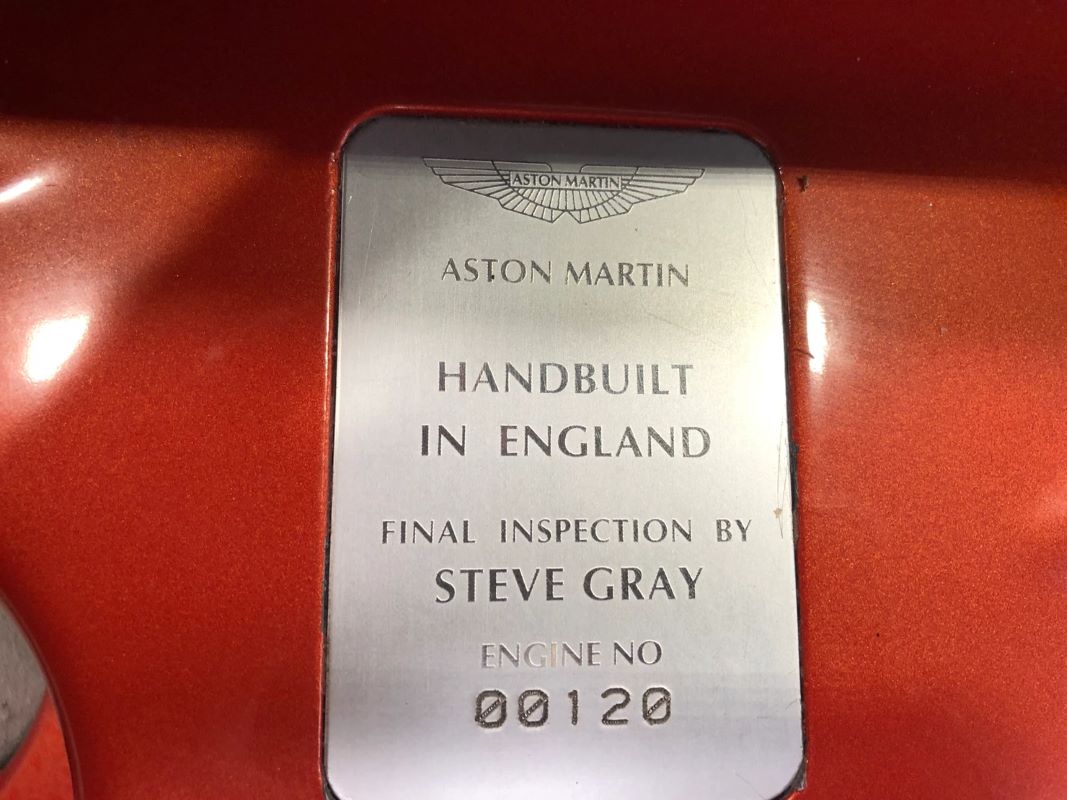 ASTON MARTIN
ASTON MARTIN
HANDBUILT
IN ENGLAND
FINAL INSPECTION BY
STEVE GRAY
ENGINE NO
00120